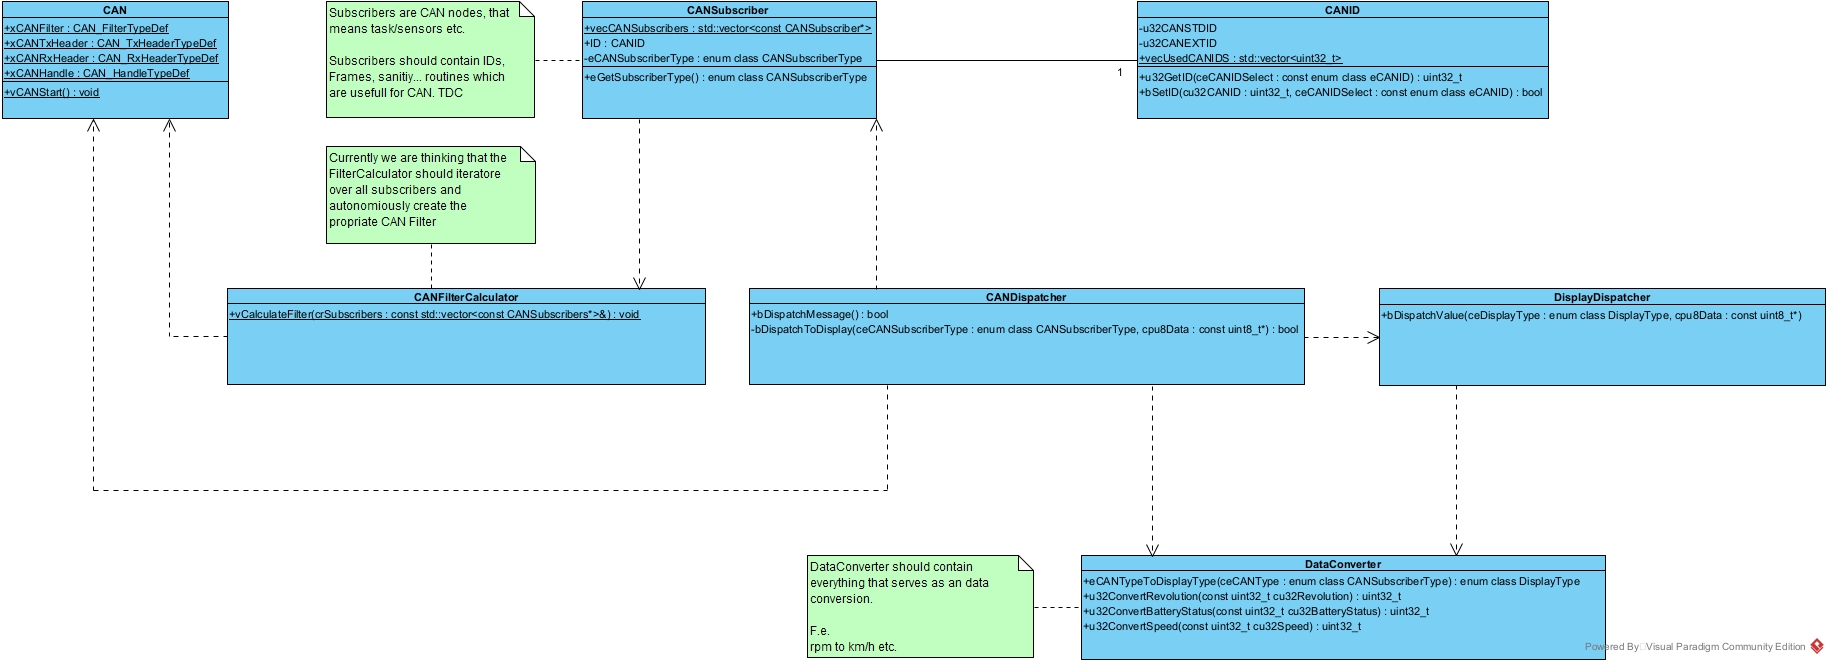 CAN
+xCANFilter : CAN_FilterTypeDef
+xCANTxHeader : CAN_TxHeaderTypeDef
+xCANRxHeader : CAN_RxHeaderTypeDef
+xCANHandle : CAN_HandleTypeDef
+vCANStart() : void
Subscribers are CAN nodes, that
means task/sensors etc.
Subscribers should contain IDs,
Frames, sanitiy... routines which
are usefull for CAN. TDC
CANSubscriber
+vecCANSubscribers : std::vector<const CANSubscriber*>
+ID : CANID
-eCANSubscriberType : enum class CANSubscriberType
+eGetSubscriberType() : enum class CANSubscriberType
1
CANID
-u32CANSTDID
-u32CANEXTID
+vecUsedCANIDS : std::vector<uint32_t>
+u32GetID(ceCANIDSelect : const enum class eCANID) : uint32_t
+bSetID(cu32CANID : uint32_t, ceCANIDSelect : const enum class eCANID) : bool
Currently we are thinking that the
FilterCalculator should iteratore
over all subscribers and
autonomiously create the
propriate CAN Filter
CANFilterCalculator
+vCalculateFilter(crSubscribers : const std::vector<const CANSubscribers*>&) : void
CANDispatcher
+bDispatchMessage() : bool
-bDispatchToDisplay(ceCANSubscriberType : enum class CANSubscriberType, cpu8Data : const uint8_t*) : bool
DisplayDispatcher
+bDispatchValue(ceDisplayType : enum class DisplayType, cpu8Data : const uint8_t*)
DataConverter should contain
everything that serves as an data
conversion.
F.e.
rpm to km/h etc.
DataConverter
+eCANTypeToDisplayType(ceCANType : enum class CANSubscriberType) : enum class DisplayType
+u32ConvertRevolution(const uint32_t cu32Revolution) : uint32_t
+u32ConvertBatteryStatus(const uint32_t cu32BatteryStatus) : uint32_t
+u32ConvertSpeed(const uint32_t cu32Speed) : uint32_t
Powered By Visual Paradigm Community Edition